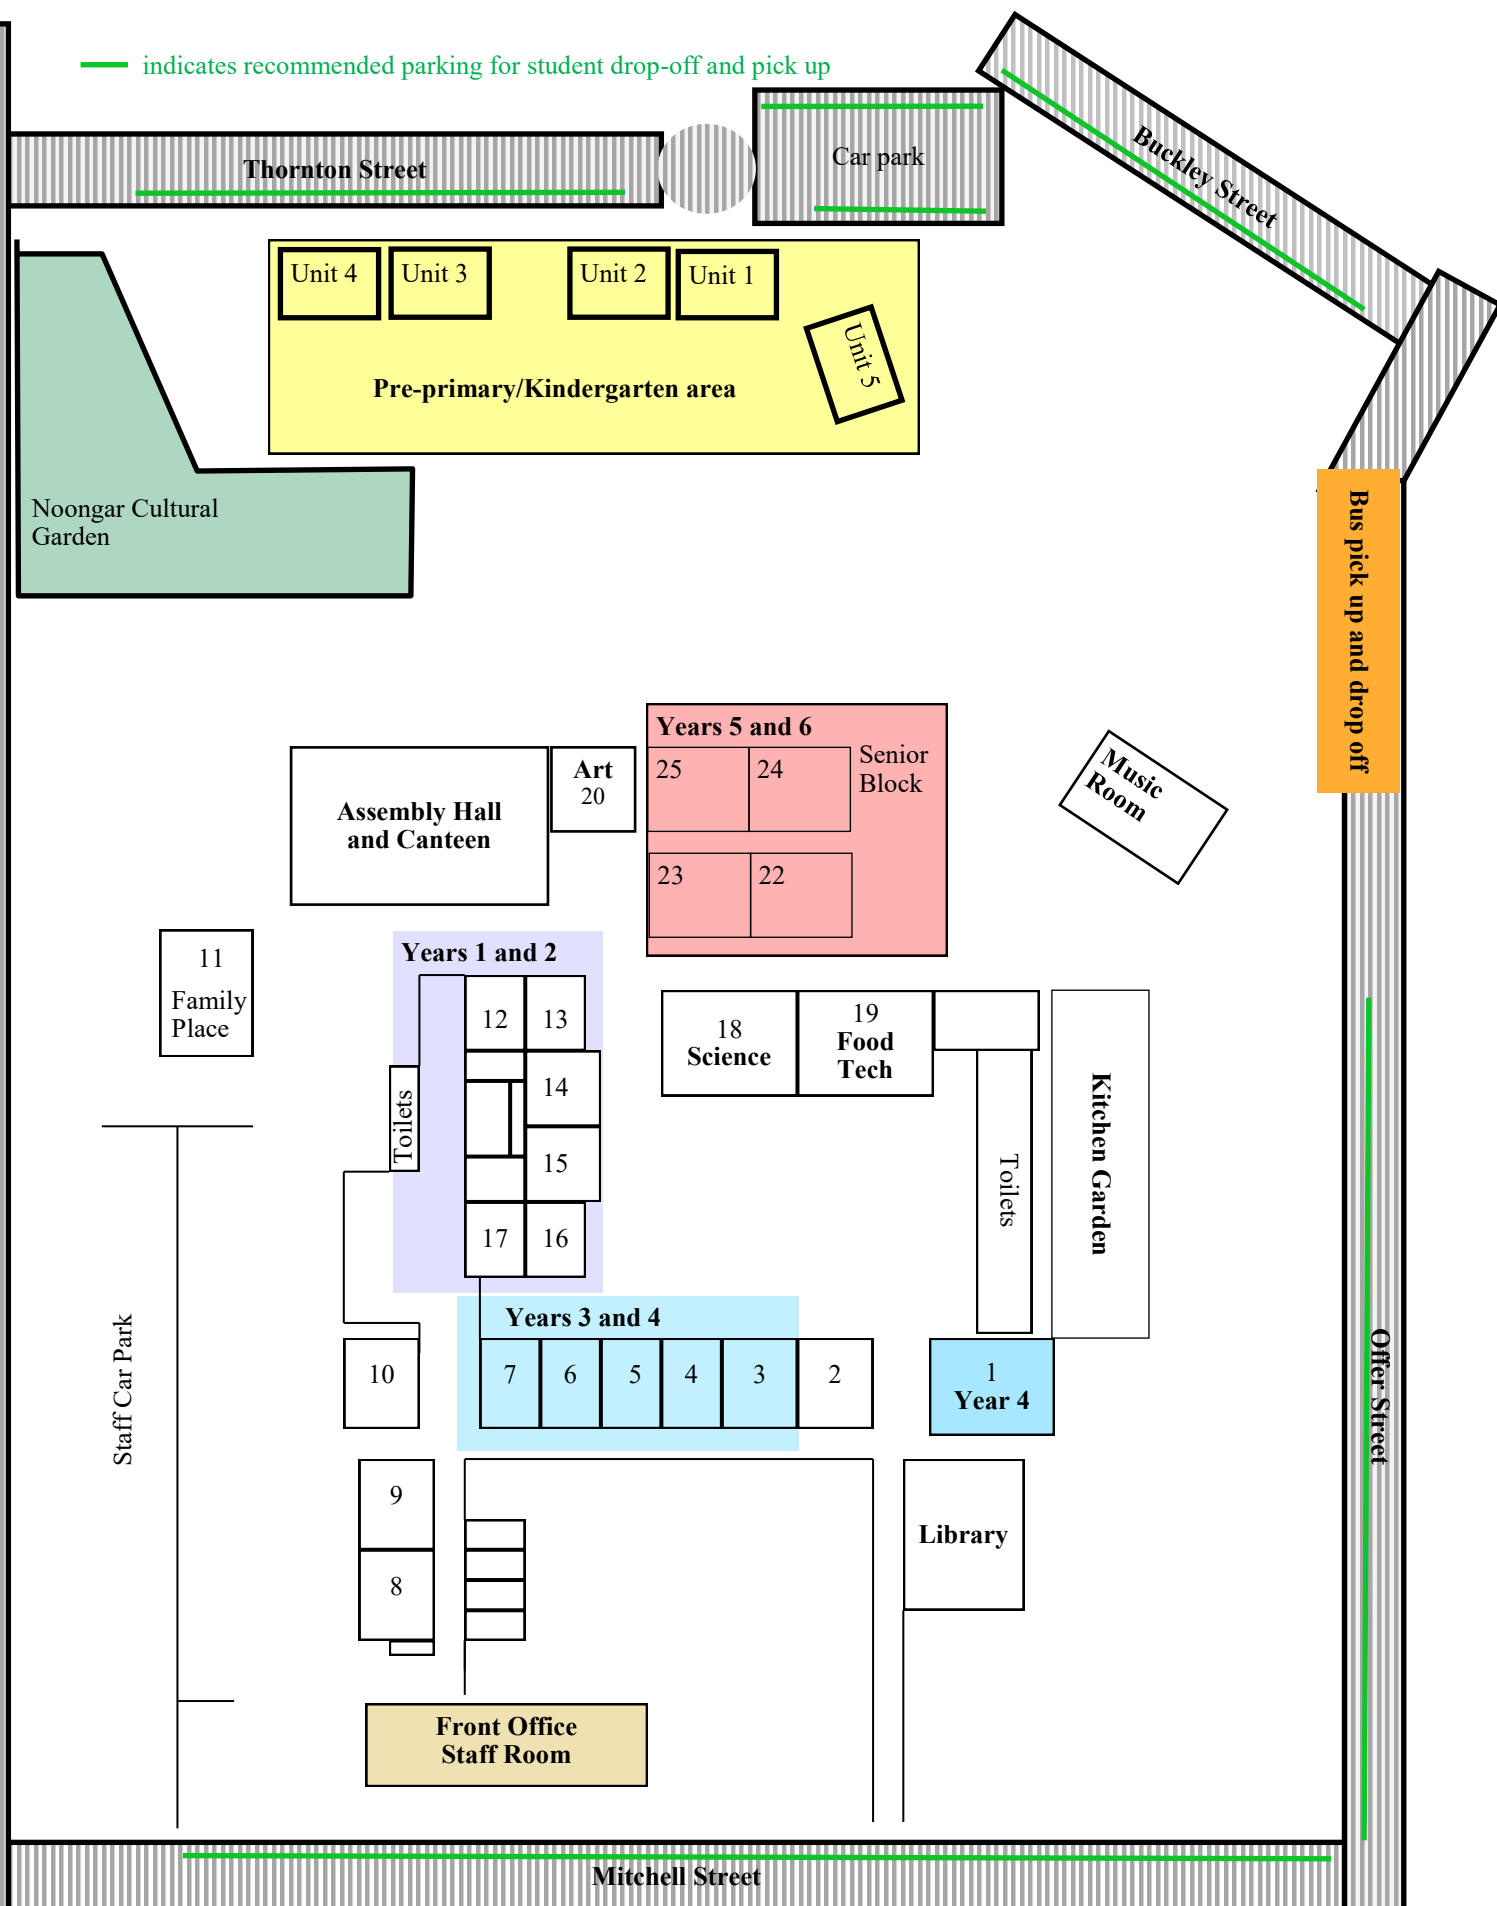 indicates recommended parking for student drop-off and pick up
Thornton Street
Car park
Buckley Street
Unit 4
Unit 3
Unit 2
Unit 1
Unit 5
Pre-primary/Kindergarten area
Noongar Cultural
Garden
Bus pick up and drop off
Years 5 and 6
25
24
Senior
Block
23
22
Art
20
Assembly Hall
and Canteen
Music
Room
11
Family
Place
Years 1 and 2
12
13
14
15
17
16
Toilets
18
Science
19
Food
Tech
Toilets
Kitchen Garden
Staff Car Park
Years 3 and 4
10
7
6
5
4
3
2
1
Year 4
Offer Street
9
8
Library
Front Office
Staff Room
Mitchell Street